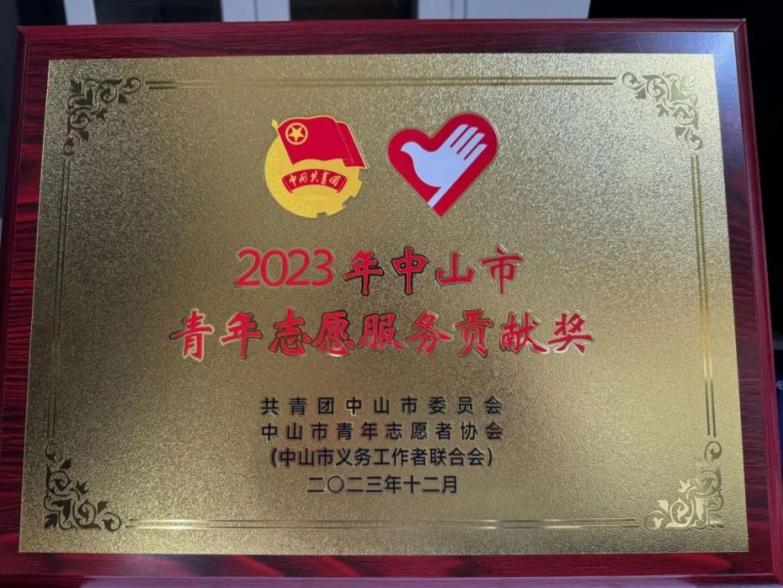 中国共青团
2023年中山市
青年志愿服务贡献奖
共青团中山市委员会
中山市青年志愿者协会
(中山市义务工作者联合会)
二〇二三年十二月